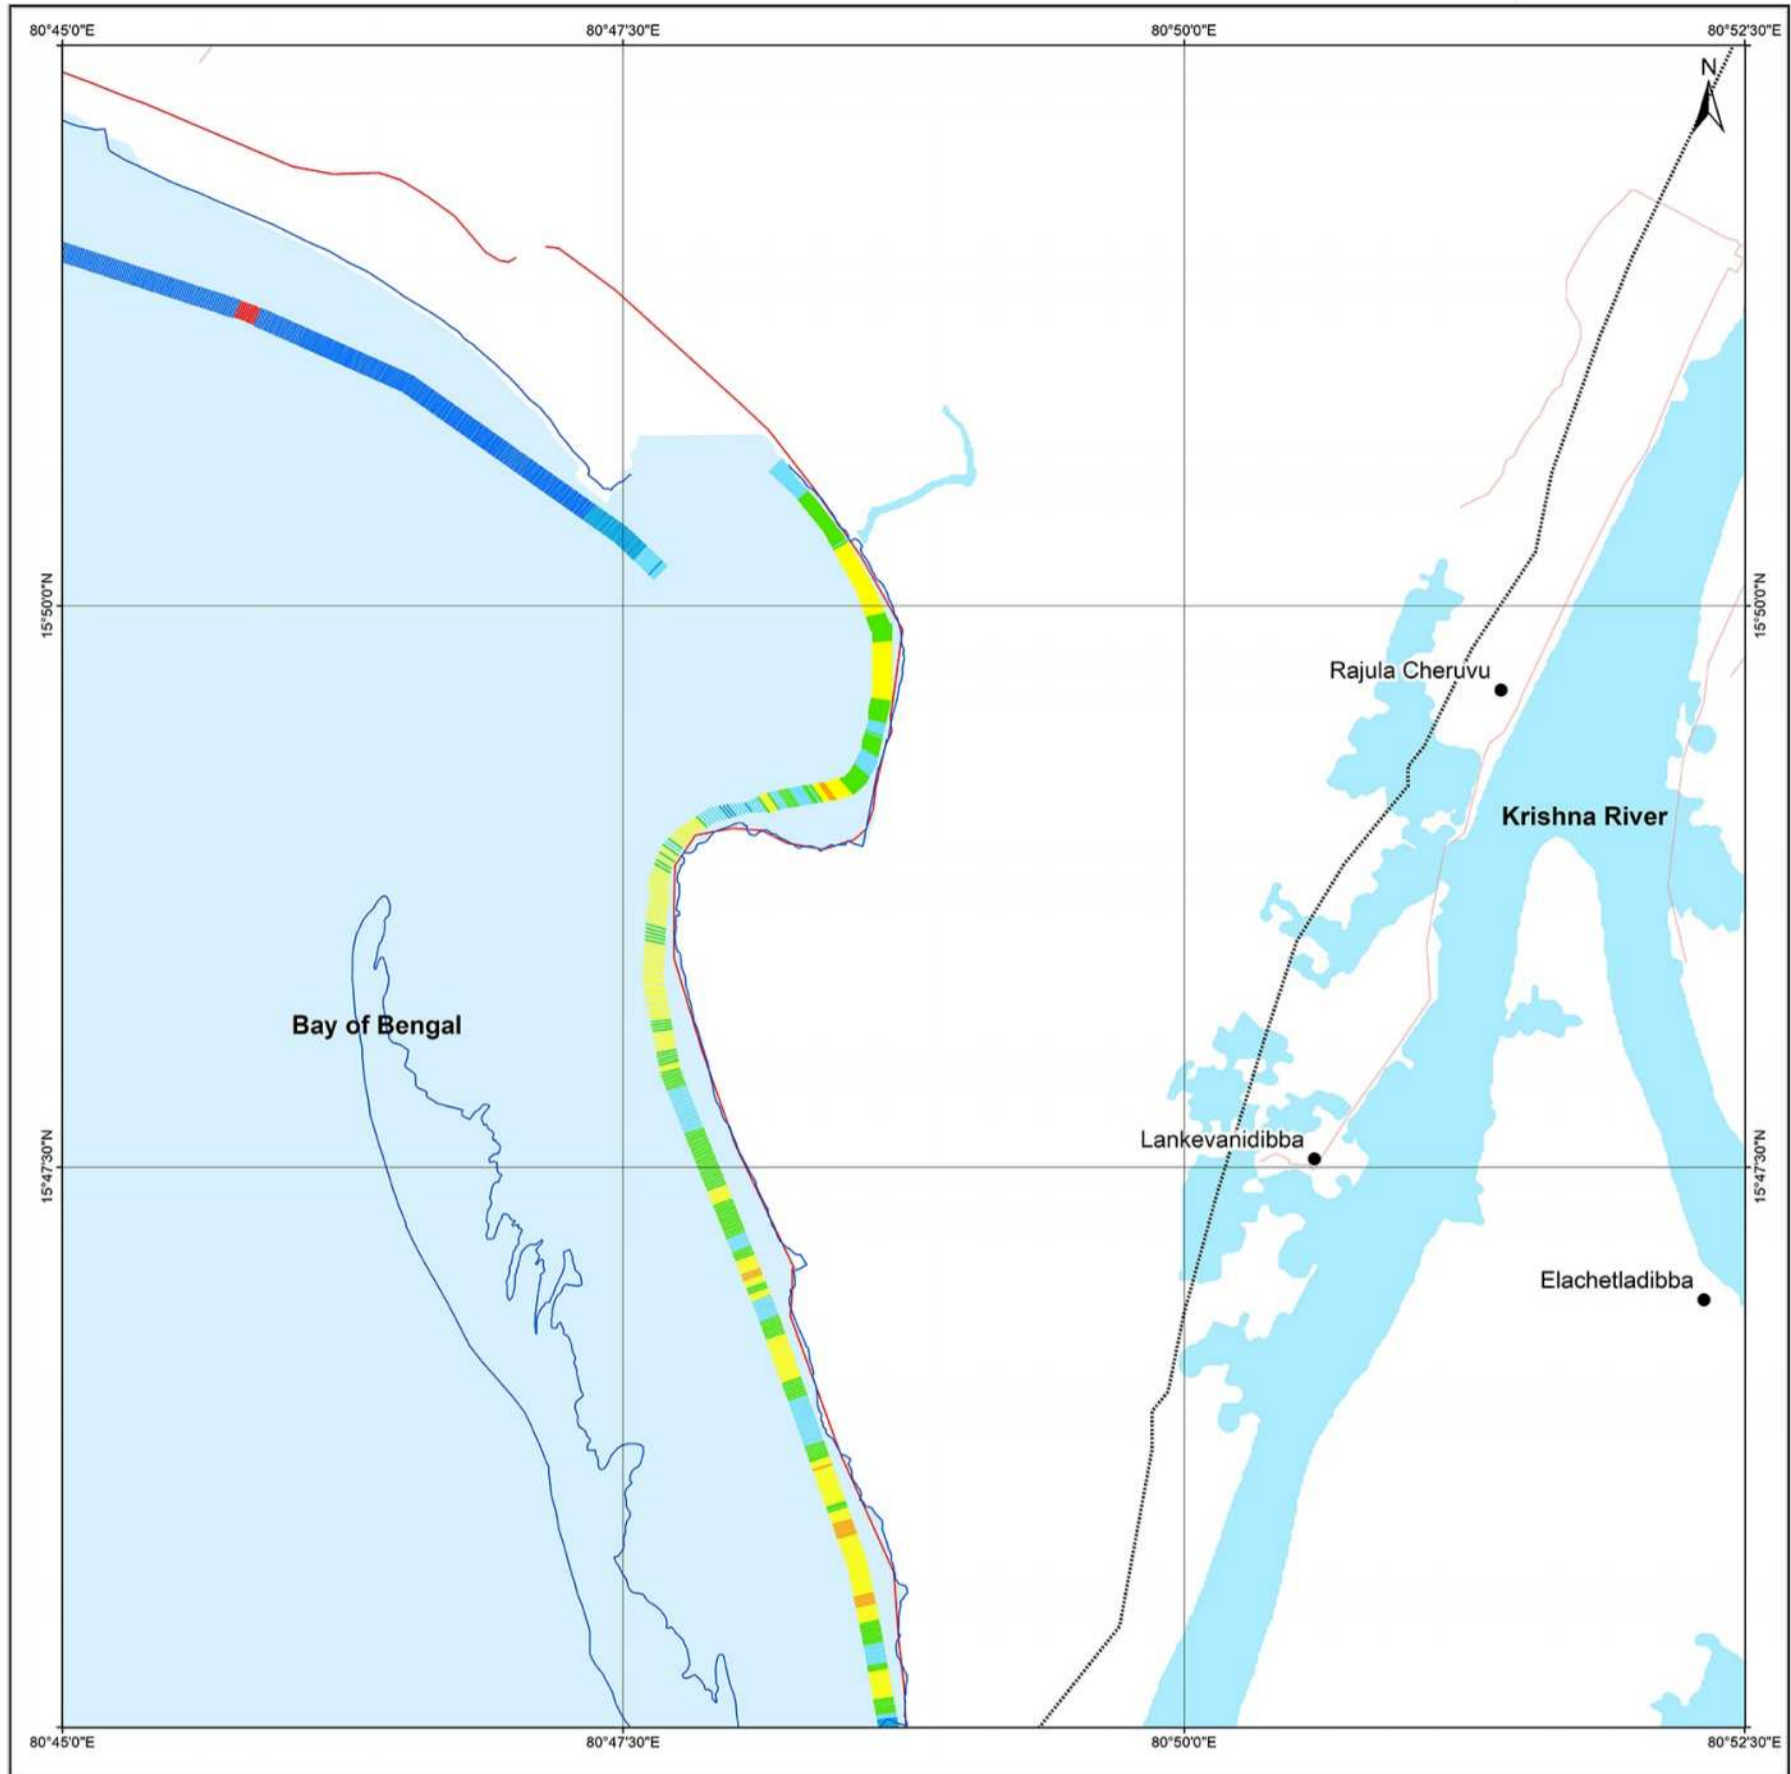 80°45'0"E
80°47'30"E
80°50'0"E
80°52'30"E
N
15°50'0"N
15°50'0"N
Rajula Cheruvu
Krishna River
Bay of Bengal
Lankevanidibba
15°47'30"N
15°47'30"N
Elachetladibba
80°45'0"E
80°47'30"E
80°50'0"E
80°52'30"E